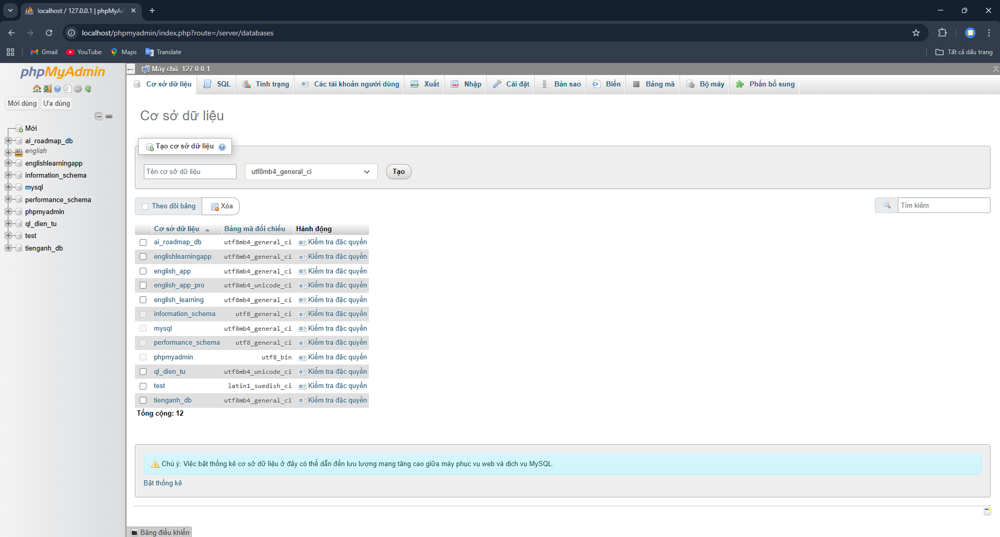 localhost / 127.0.0.1 | phpMyAd
localhost/phpmyadmin/index.php?route=/server/databases
Gmail
YouTube
Maps
Translate
Tất cả dấu trang
phpMyAdmin
Mới dùng
Ưa dùng
Mới
ai_roadmap_db
english
englishlearningapp
information_schema
mysql
performance_schema
phpmyadmin
ql_dien_tu
test
tienganh_db
Máy chủ: 127.0.0.1
Cơ sở dữ liệu
SQL
Tình trạng
Các tài khoản người dùng
Xuất
Nhập
Cài đặt
Bản sao
Biến
Bảng mã
Bộ máy
Phần bổ sung
Cơ sở dữ liệu
Tạo cơ sở dữ liệu
Tên cơ sở dữ liệu
utf8mb4_general_ci
Tạo
Theo dõi bảng
Xóa
Tìm kiếm
Cơ sở dữ liệu Bảng mã đối chiếu Hành động
ai_roadmap_db utf8mb4_general_ci Kiểm tra đặc quyền
englishlearningapp utf8mb4_general_ci Kiểm tra đặc quyền
english_app utf8mb4_general_ci Kiểm tra đặc quyền
english_app_pro utf8mb4_unicode_ci Kiểm tra đặc quyền
english_learning utf8mb4_general_ci Kiểm tra đặc quyền
information_schema utf8_general_ci Kiểm tra đặc quyền
mysql utf8mb4_general_ci Kiểm tra đặc quyền
performance_schema utf8_general_ci Kiểm tra đặc quyền
phpmyadmin utf8_bin Kiểm tra đặc quyền
ql_dien_tu utf8mb4_unicode_ci Kiểm tra đặc quyền
test latin1_swedish_ci Kiểm tra đặc quyền
tienganh_db utf8mb4_general_ci Kiểm tra đặc quyền
Tổng cộng: 12
Chú ý: Việc bật thống kê cơ sở dữ liệu ở đây có thể dẫn đến lưu lượng mạng tăng cao giữa máy phục vụ web và dịch vụ MySQL.
Bật thống kê
Bảng điều khiển